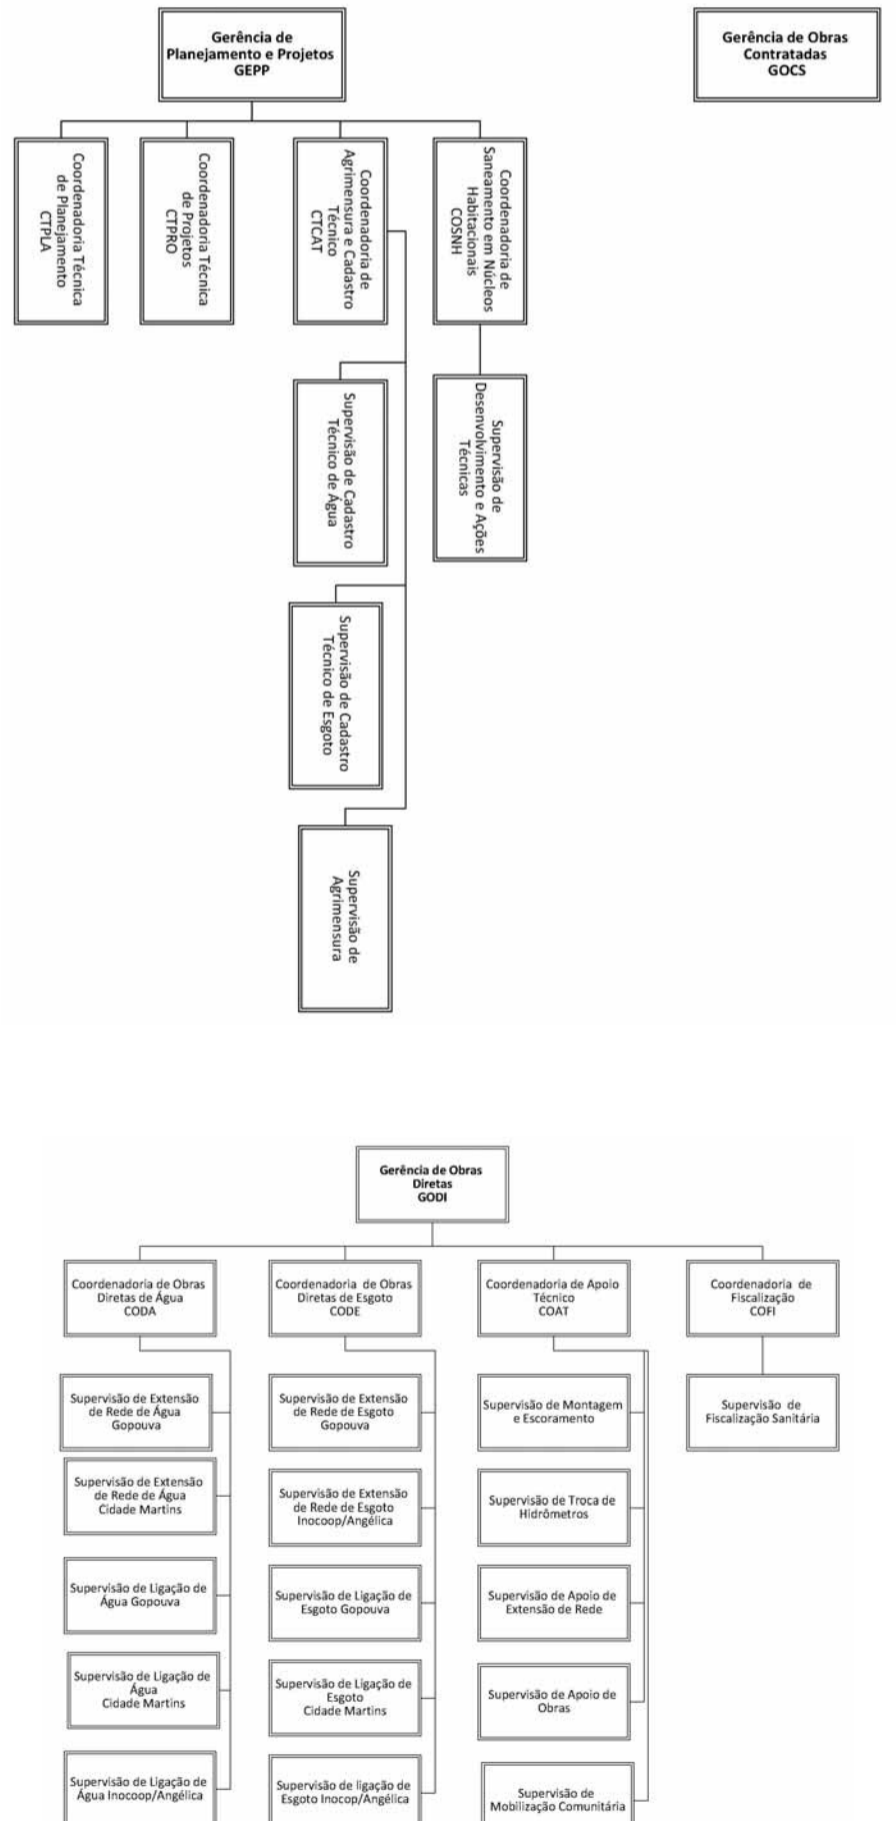 Gerência de
Planejamento e Projetos
GEPP
Gerência de Obras
Contratadas
GOCS
Coordenadoria Técnica
de Planejamento
CTPLA
Coordenadoria Técnica
de Projetos
CTPRO
Coordenadoria de
Agrimensura e Cadastro
Técnico
CTCAT
Coordenadoria de
Saneamento em Núcleos
Habitacionais
COSNH
Supervisão de Cadastro
Técnico de Água
Supervisão de
Desenvolvimento e Ações
Técnicas
Supervisão de Cadastro
Técnico de Esgoto
Supervisão de
Agrimensura
Gerência de Obras
Diretas
GODI
Coordenadoria de Obras
Diretas de Água
CODA
Coordenadoria de Obras
Diretas de Esgoto
CODE
Coordenadoria de Apoio
Técnico
COAT
Coordenadoria de
Fiscalização
COFI
Supervisão de Extensão
de Rede de Água
Gopouva
Supervisão de Extensão
de Rede de Esgoto
Gopouva
Supervisão de Montagem
e Escoramento
Supervisão de
Fiscalização Sanitária
Supervisão de Extensão
de Rede de Água
Cidade Martins
Supervisão de Extensão
de Rede de Esgoto
Inocoop/Angélica
Supervisão de Troca de
Hidrômetros
Supervisão de Ligação de
Água Gopouva
Supervisão de Ligação de
Esgoto Gopouva
Supervisão de Apoio de
Extensão de Rede
Supervisão de Ligação de
Água
Cidade Martins
Supervisão de Ligação de
Esgoto
Cidade Martins
Supervisão de Apoio de
Obras
Supervisão de Ligação de
Água Inocoop/Angélica
Supervisão de ligação de
Esgoto Inocop/Angélica
Supervisão de
Mobilização Comunitária